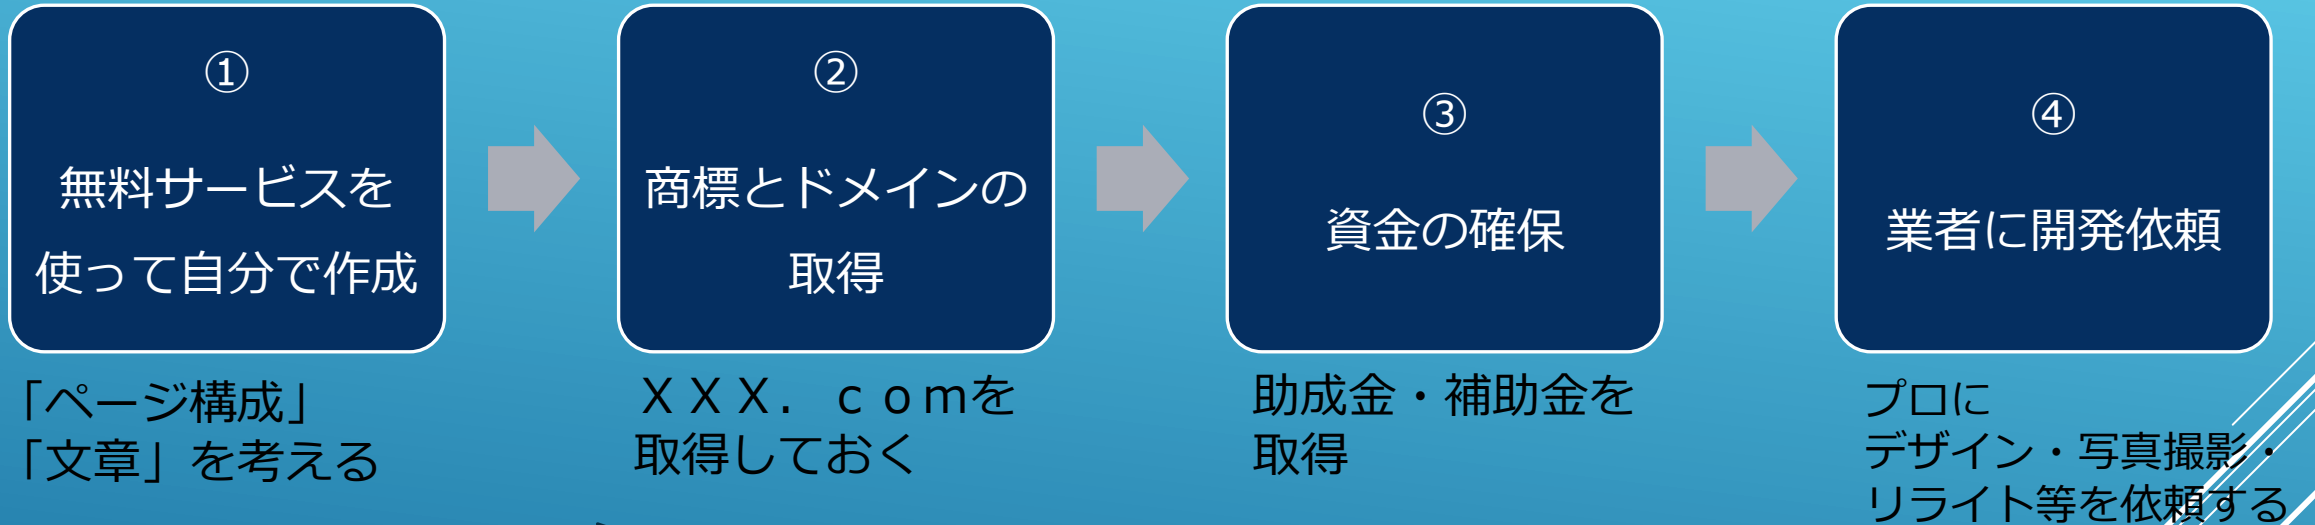 ①
無料サービスを
使って自分で作成
「ページ構成」
「文章」を考える
②
商標とドメインの
取得
ＸＸＸ．ｃｏｍを
取得しておく
③
資金の確保
助成金・補助金を
取得
④
業者に開発依頼
プロに
デザイン・写真撮影・
リライト等を依頼する